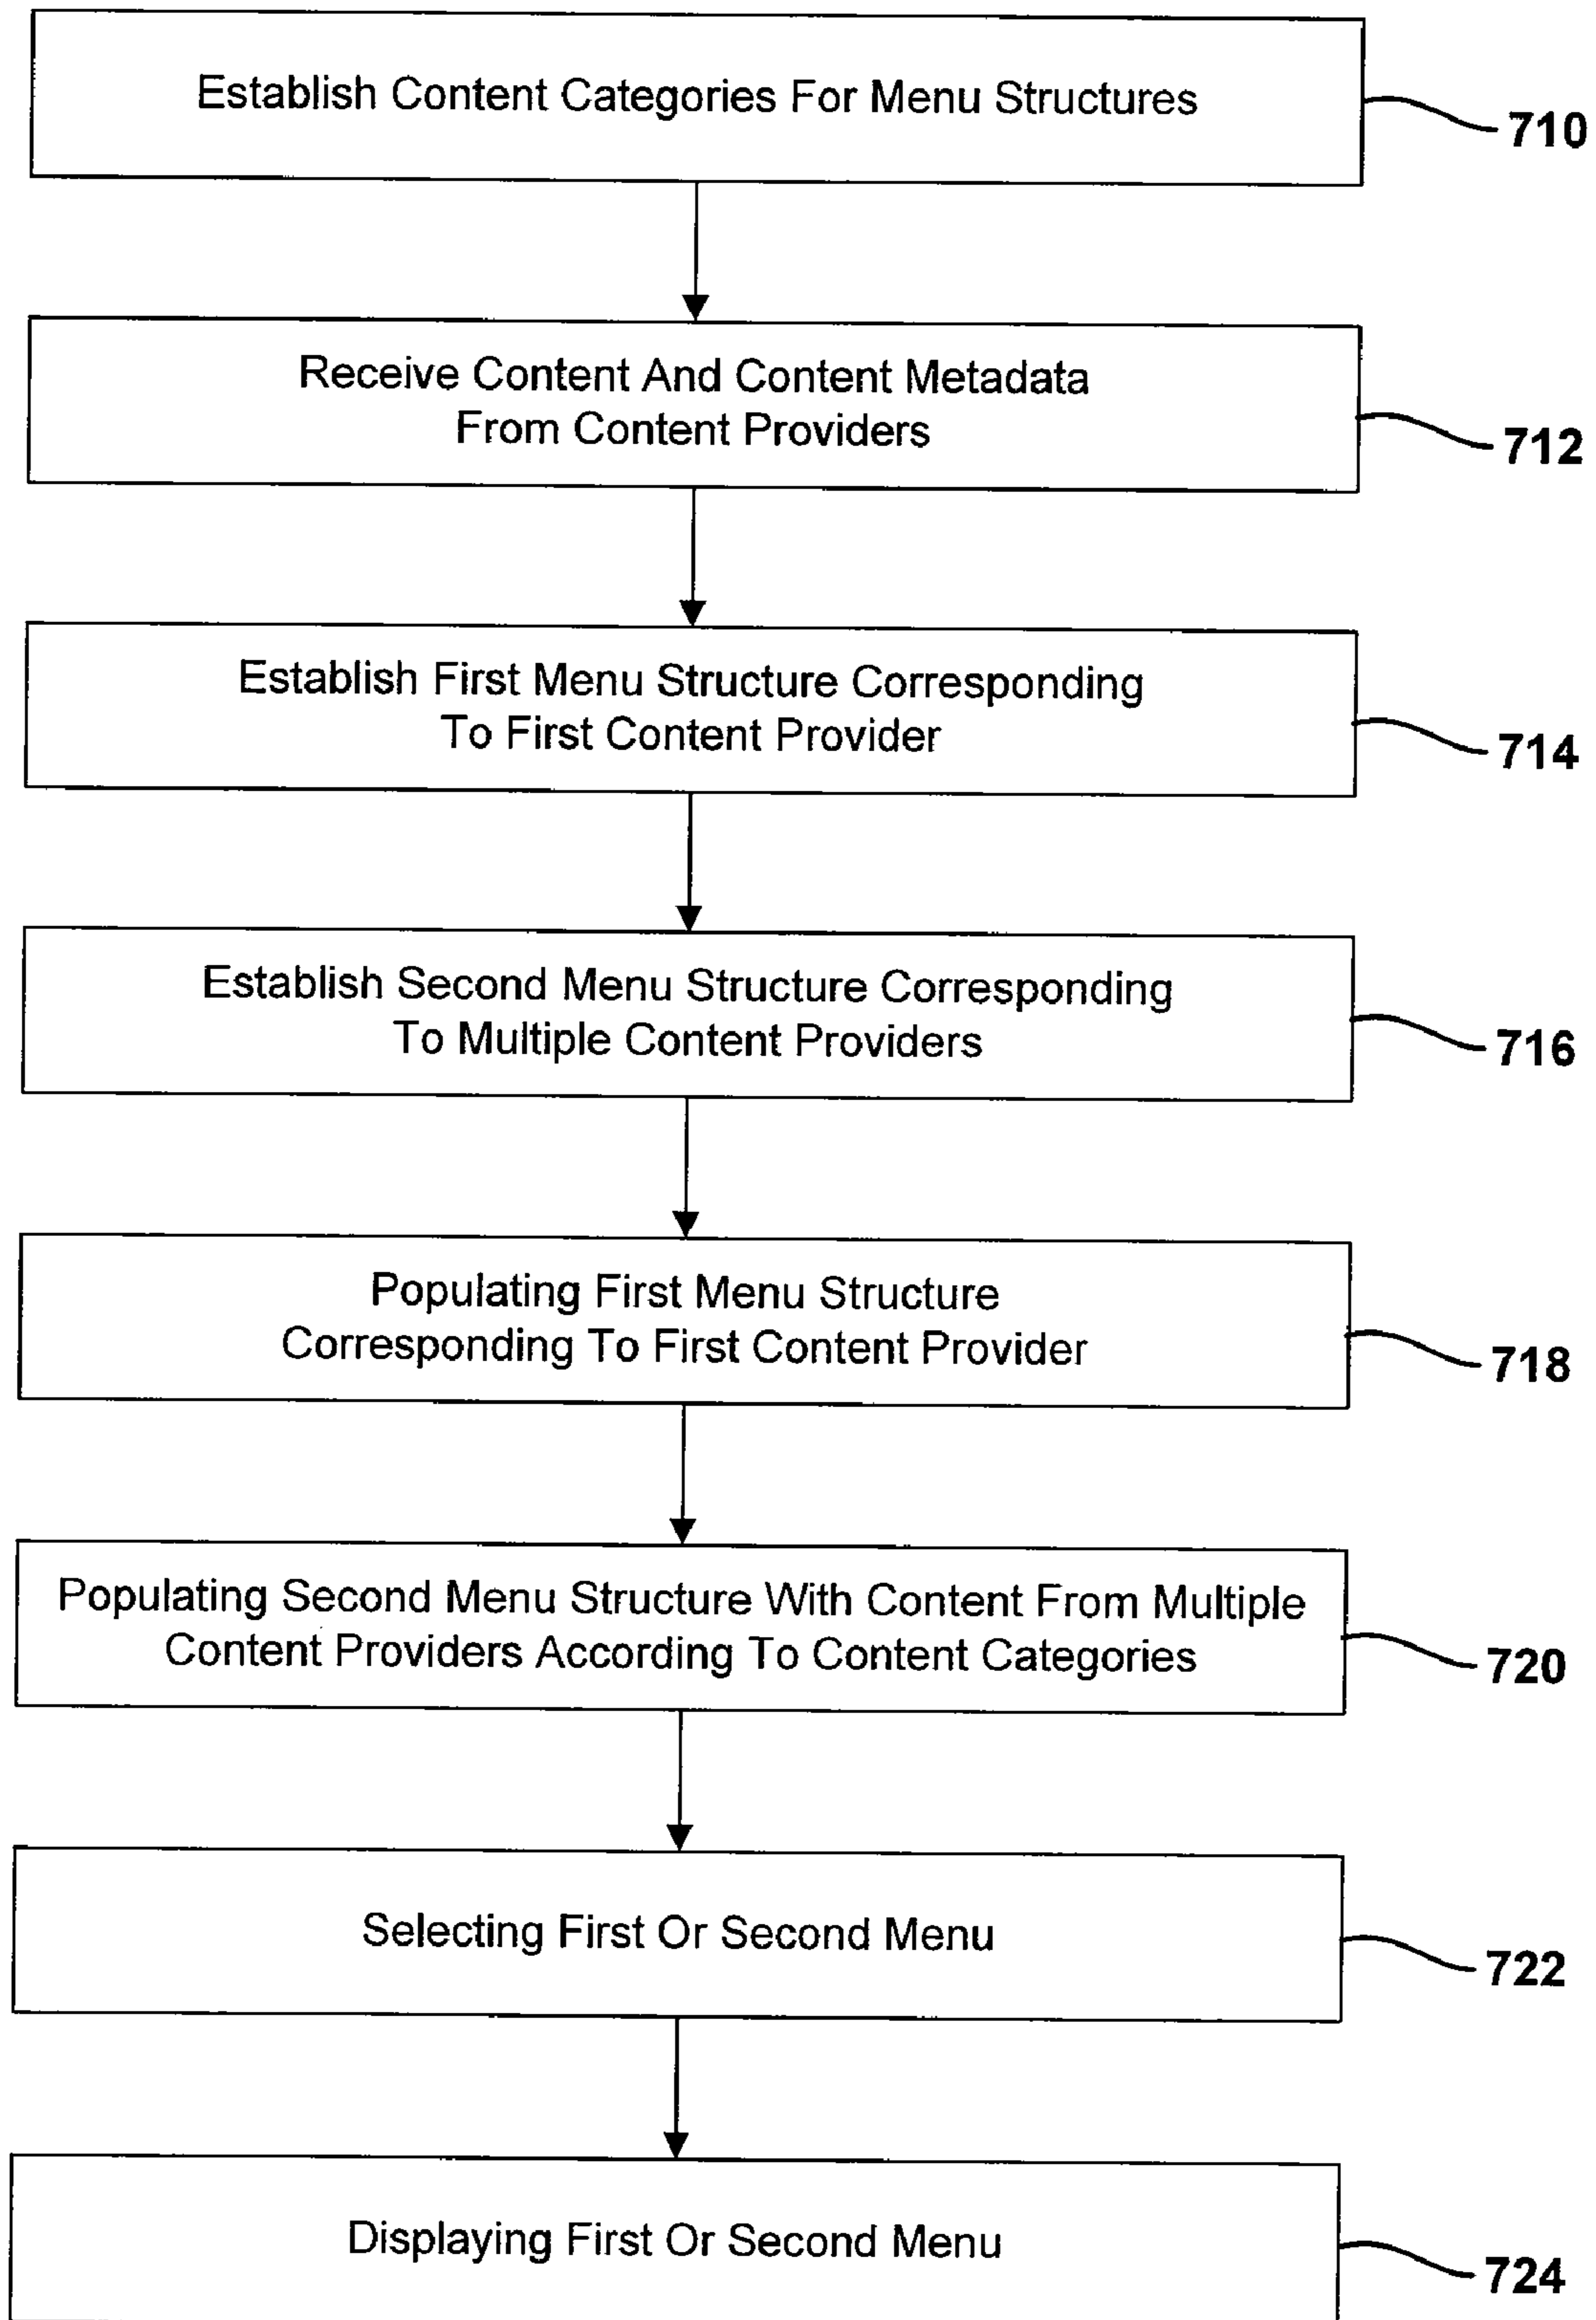 Establish Content Categories For Menu Structures
710
Receive Content And Content Metadata
From Content Providers
712
Establish First Menu Structure Corresponding
To First Content Provider
714
Establish Second Menu Structure Corresponding
To Multiple Content Providers
716
Populating First Menu Structure
Corresponding To First Content Provider
718
Populating Second Menu Structure With Content From Multiple
Content Providers According To Content Categories
720
Selecting First Or Second Menu
722
Displaying First Or Second Menu
724